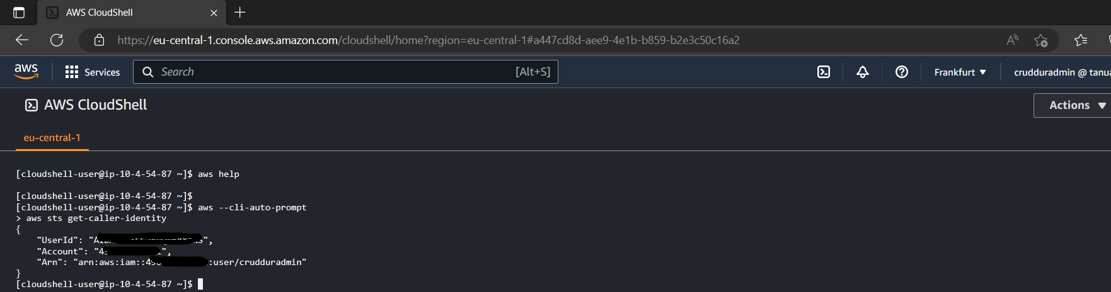 AWS CloudShell
https://eu-central-1.console.aws.amazon.com/cloudshell/home?region=eu-central-1#a447cd8d-aee9-4e1b-b859-b2e3c50c16a2
aws Services Search [Alt+S] Frankfurt crudduradmin @ tanua
AWS CloudShell Actions
eu-central-1
[cloudshell-user@ip-10-4-54-87 ~]$ aws help
[cloudshell-user@ip-10-4-54-87 ~]$
[cloudshell-user@ip-10-4-54-87 ~]$ aws --cli-auto-prompt
> aws sts get-caller-identity
{
"UserId": "
"Account": "4
"Arn": "arn:aws:iam::49 :user/crudduradmin"
}
[cloudshell-user@ip-10-4-54-87 ~]$